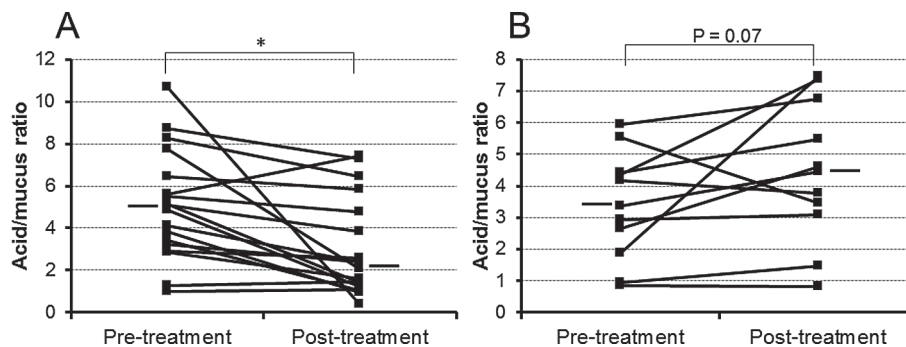 A
*
12
10
8
6
4
2
0
Acid/mucus ratio
Pre-treatment
Post-treatment
B
P = 0.07
8
7
6
5
4
3
2
1
0
Acid/mucus ratio
Pre-treatment
Post-treatment